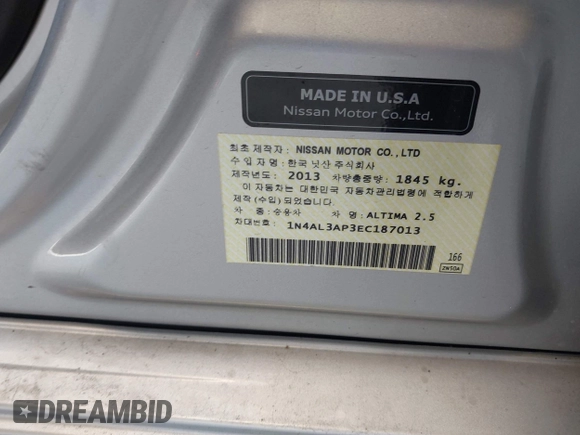 MADE IN U.S.A
Nissan Motor Co.,Ltd.
최초 제작자 : NISSAN MOTOR CO.,LTD
수 입 자 명 : 한국 닛산 주식회사
제작년도 : 2013 차량총중량 : 1845 kg.
이 자동차는 대한민국 자동차관리법령에 적합하게
제작 (수입) 되었습니다.
차 종 : 승용차 차 명 : ALTIMA 2.5
차대번호 : 1N4AL3AP3EC187013
166
2W50A
DREAMBID